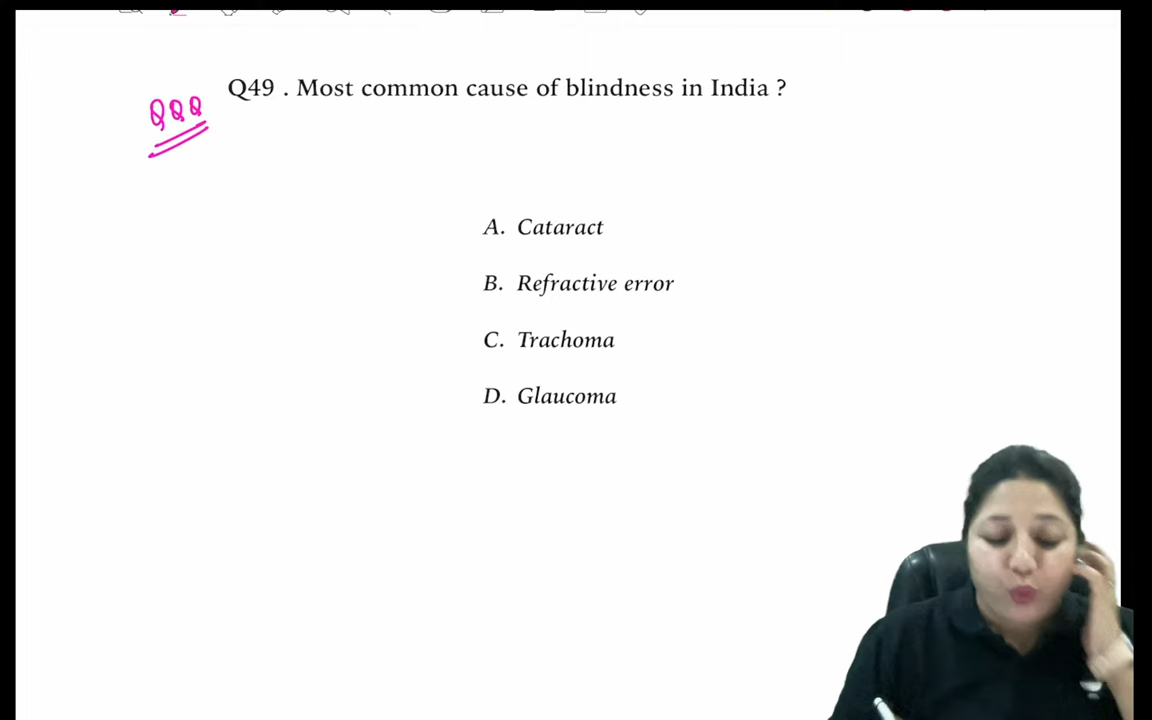 Q49 . Most common cause of blindness in India ?
QQQ
A. Cataract
B. Refractive error
C. Trachoma
D. Glaucoma